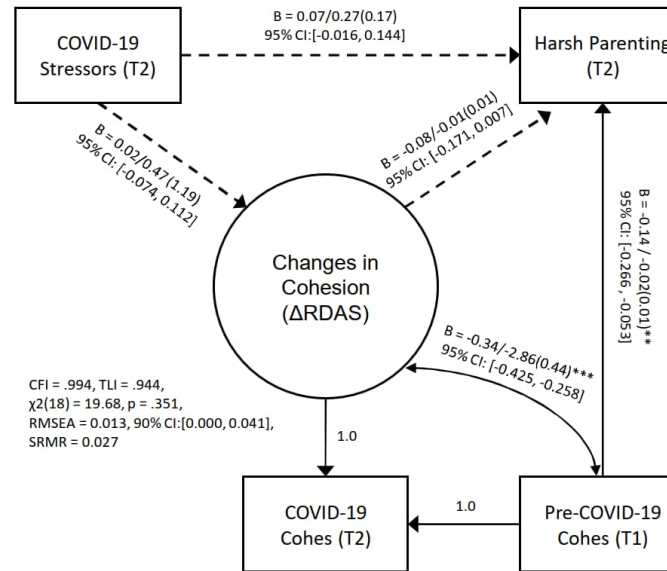 COVID-19
Stressors (T2)
B = 0.07/0.27(0.17)
95% CI:[-0.016, 0.144]
Harsh Parenting
(T2)
B = 0.02/0.47(1.19)
95% CI: [-0.074, 0.112]
B = -0.08/-0.01(0.01)
95% CI: [-0.171, 0.007]
B = -0.14 / -0.02(0.01)**
95% CI: [-0.266, -0.053]
Changes in
Cohesion
(ΔRDAS)
B = -0.34/-2.86(0.44)***
95% CI: [-0.425, -0.258]
CFI = .994, TLI = .944,
χ2(18) = 19.68, p = .351,
RMSEA = 0.013, 90% CI:[0.000, 0.041],
SRMR = 0.027
1.0
COVID-19
Cohes (T2)
1.0
Pre-COVID-19
Cohes (T1)